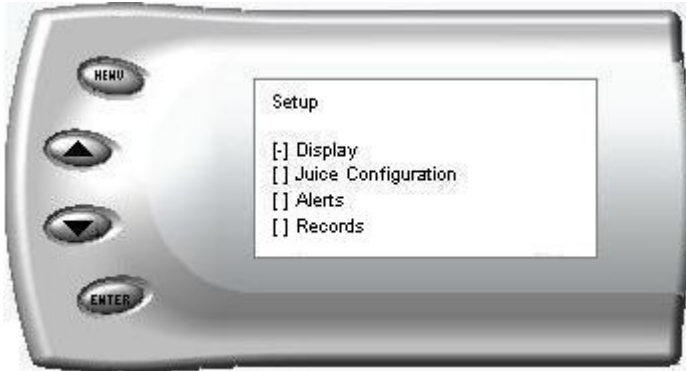 MENU
Setup
[-] Display
[ ] Juice Configuration
[ ] Alerts
[ ] Records
ENTER